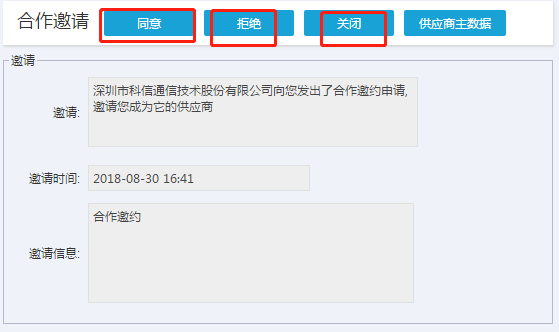 合作邀请 同意 拒绝 关闭 供应商主数据
邀请
邀请: 深圳市科信通信技术股份有限公司向您发出了合作邀约申请,
邀请您成为它的供应商
邀请时间: 2018-08-30 16:41
合作邀约
邀请信息: